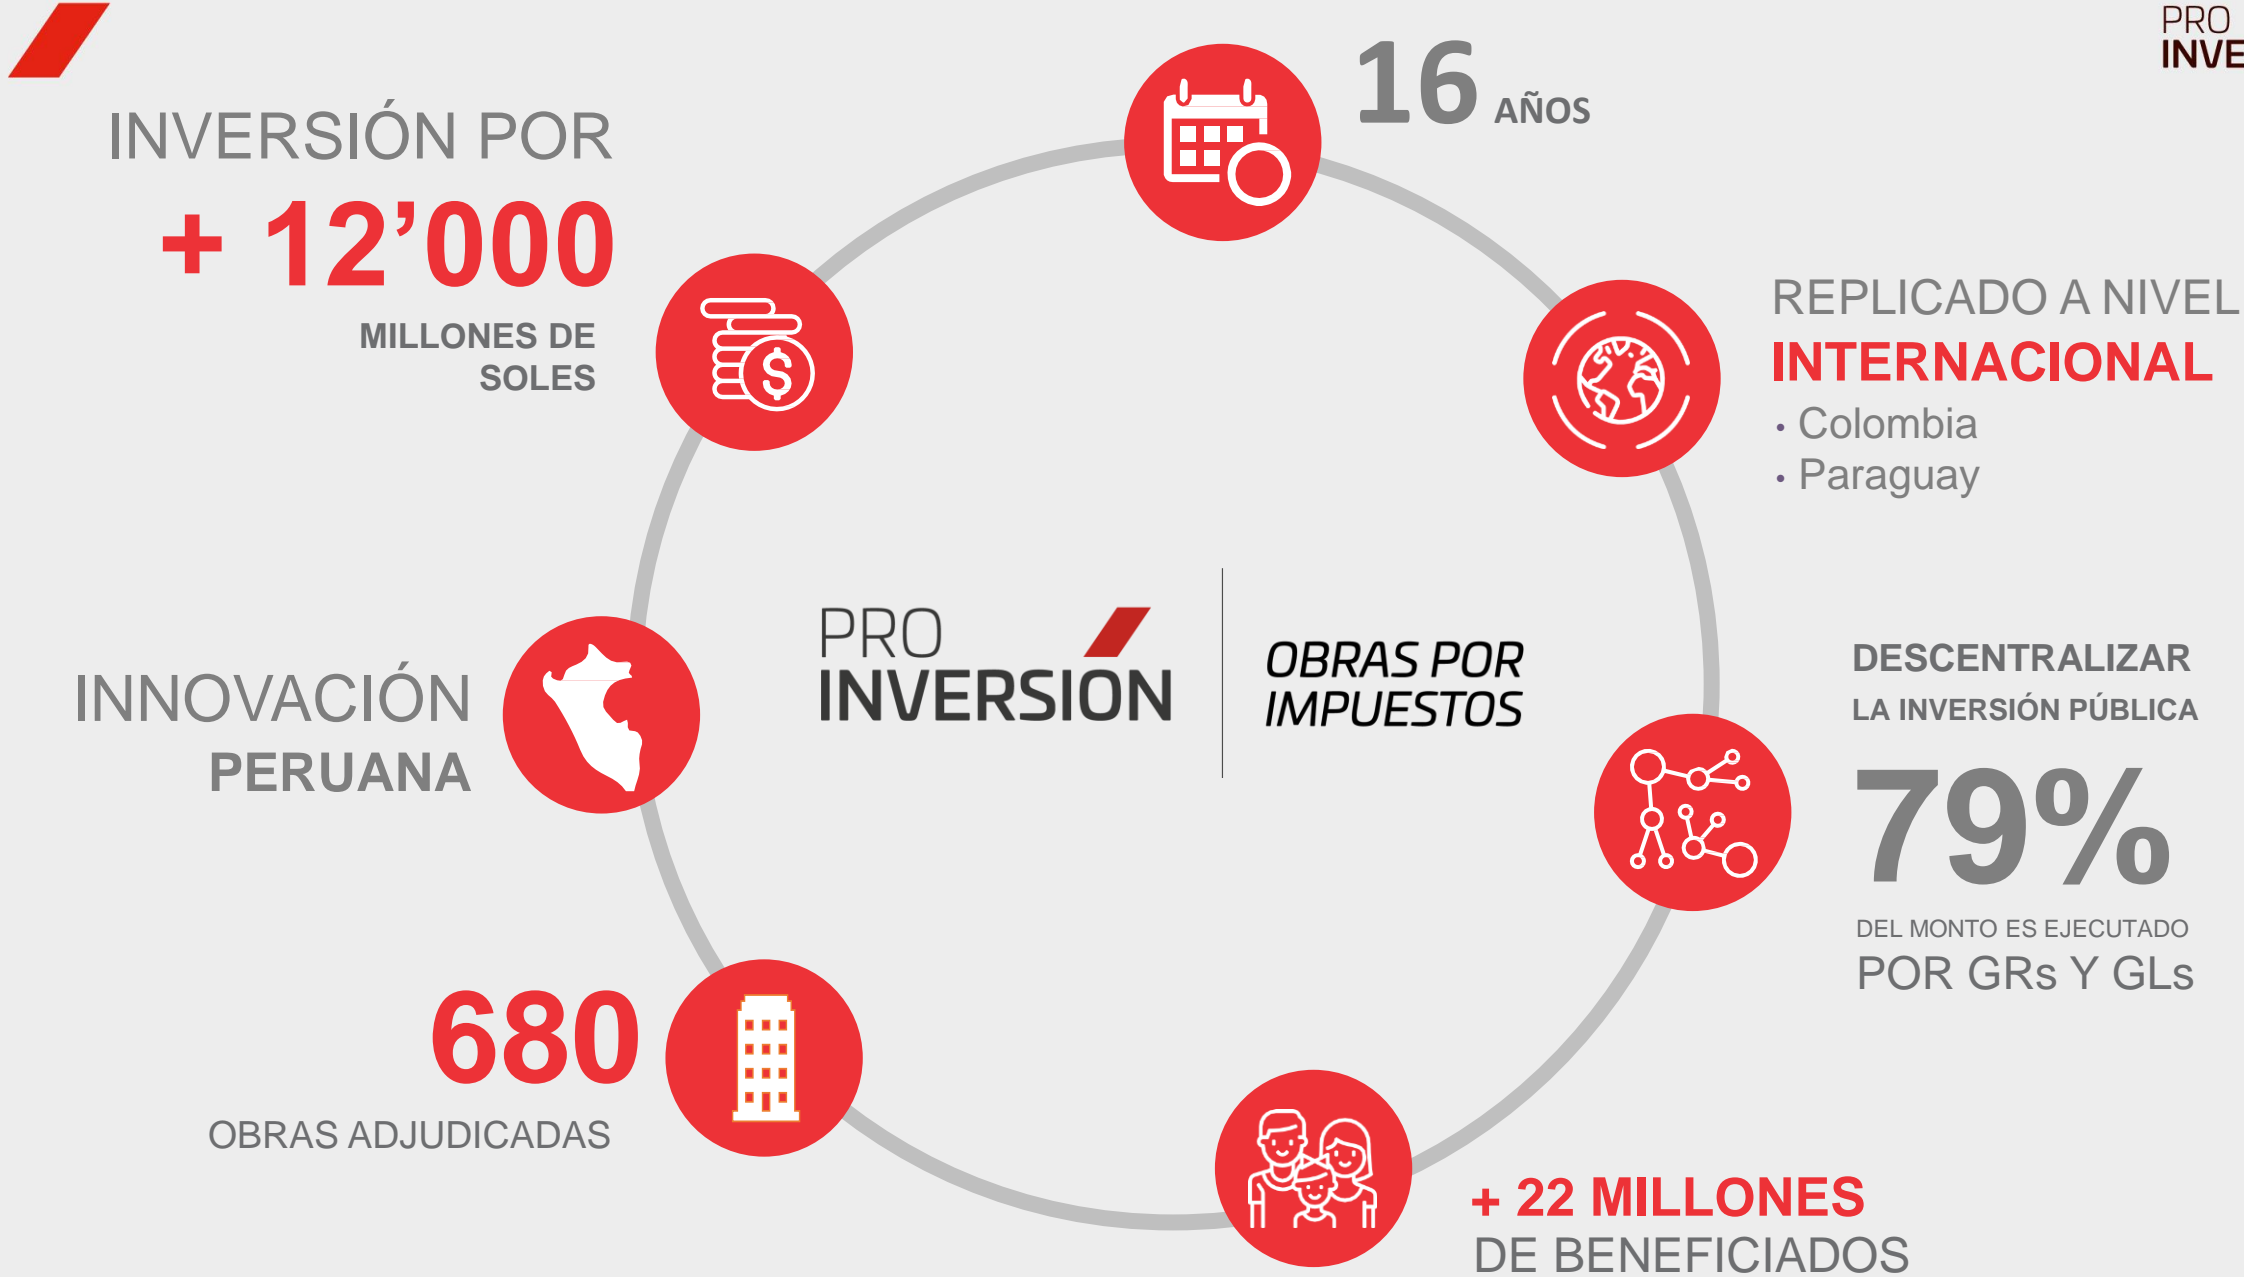 PRO
INVE
16 AÑOS
INVERSIÓN POR
+ 12’000
MILLONES DE
SOLES
REPLICADO A NIVEL
INTERNACIONAL
• Colombia
• Paraguay
PRO
INVERSIÓN
OBRAS POR
IMPUESTOS
INNOVACIÓN
PERUANA
DESCENTRALIZAR
LA INVERSIÓN PÚBLICA
79%
DEL MONTO ES EJECUTADO
POR GRs Y GLs
680
OBRAS ADJUDICADAS
+ 22 MILLONES
DE BENEFICIADOS